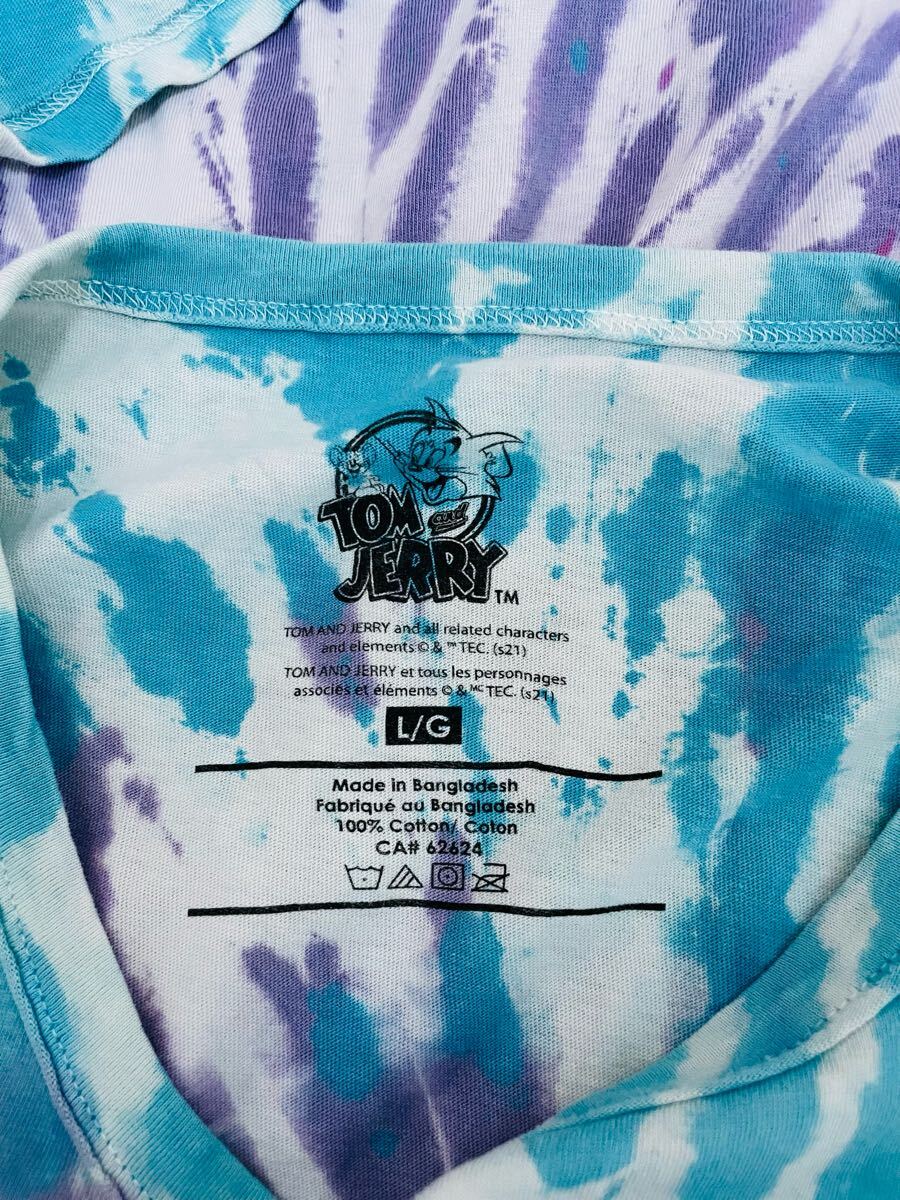 TOM and
JERRY™
TOM AND JERRY and all related characters
and elements © & ™ TEC. (s21)
TOM AND JERRY et tous les personnages
associés et éléments © & MC TEC. (s21)
L/G
Made in Bangladesh
Fabriqué au Bangladesh
100% Cotton/ Coton
CA# 62624